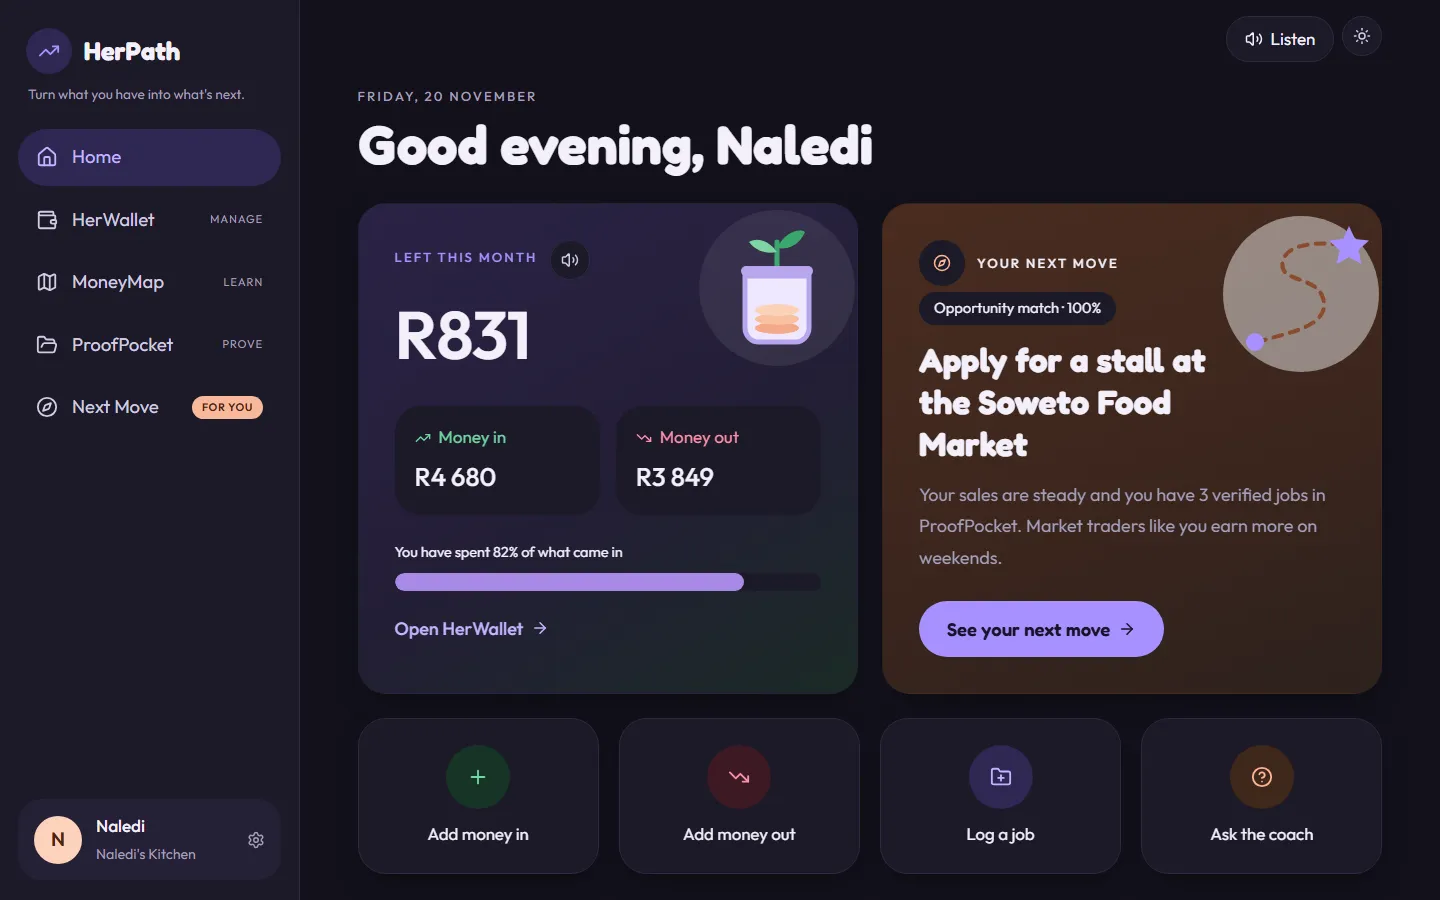 HerPath
Turn what you have into what's next.
Home
HerWallet MANAGE
MoneyMap LEARN
ProofPocket PROVE
Next Move FOR YOU
N
Naledi
Naledi's Kitchen
Listen
FRIDAY, 20 NOVEMBER
Good evening, Naledi
LEFT THIS MONTH
R831
Money in
R4 680
Money out
R3 849
You have spent 82% of what came in
Open HerWallet
YOUR NEXT MOVE
Opportunity match · 100%
Apply for a stall at
the Soweto Food
Market
Your sales are steady and you have 3 verified jobs in
ProofPocket. Market traders like you earn more on
weekends.
See your next move
Add money in
Add money out
Log a job
Ask the coach